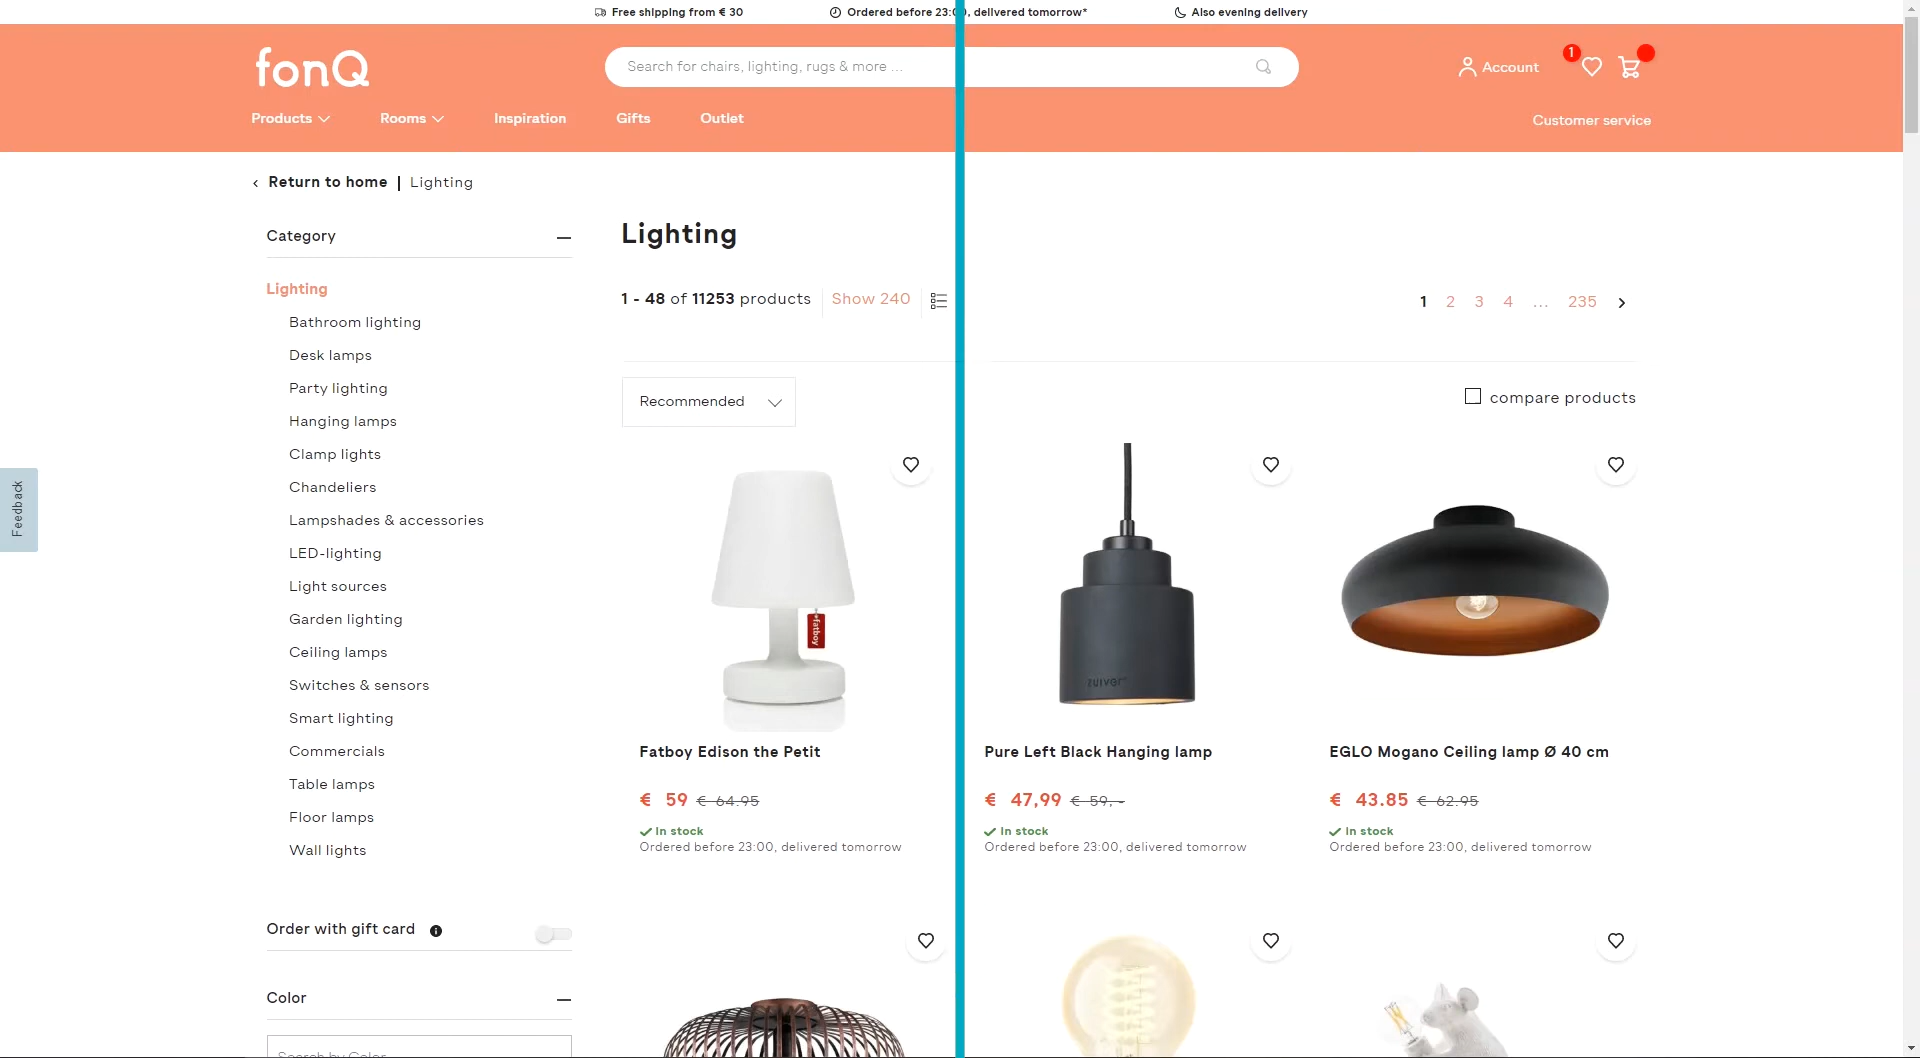 Free shipping from € 30
Ordered before 23:00, delivered tomorrow*
Also evening delivery
fonQ
Search for chairs, lighting, rugs & more ...
Account
1
Products
Rooms
Inspiration
Gifts
Outlet
Customer service
Return to home | Lighting
Category
Lighting
Bathroom lighting
Desk lamps
Party lighting
Hanging lamps
Clamp lights
Chandeliers
Lampshades & accessories
LED-lighting
Light sources
Garden lighting
Ceiling lamps
Switches & sensors
Smart lighting
Commercials
Table lamps
Floor lamps
Wall lights
Order with gift card
Color
Search by Color
Feedback
Lighting
1 - 48 of 11253 products
Show 240
1 2 3 4 ... 235
Recommended
compare products
fatboy
zuiver
Fatboy Edison the Petit
€ 59 € 64.95
In stock
Ordered before 23:00, delivered tomorrow
Pure Left Black Hanging lamp
€ 47,99 € 59,-
In stock
Ordered before 23:00, delivered tomorrow
EGLO Mogano Ceiling lamp Ø 40 cm
€ 43.85 € 62.95
In stock
Ordered before 23:00, delivered tomorrow